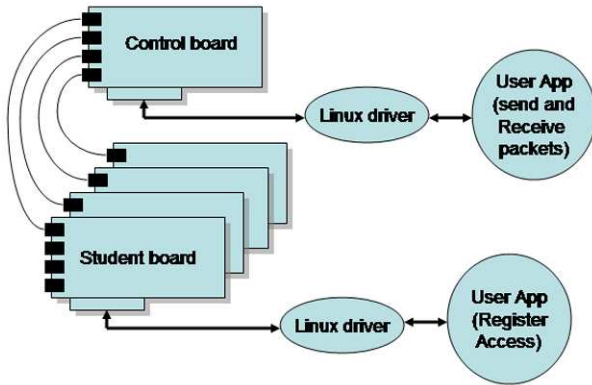 Control board
Linux driver
User App
(send and
Receive
packets)
Student board
Linux driver
User App
(Register
Access)